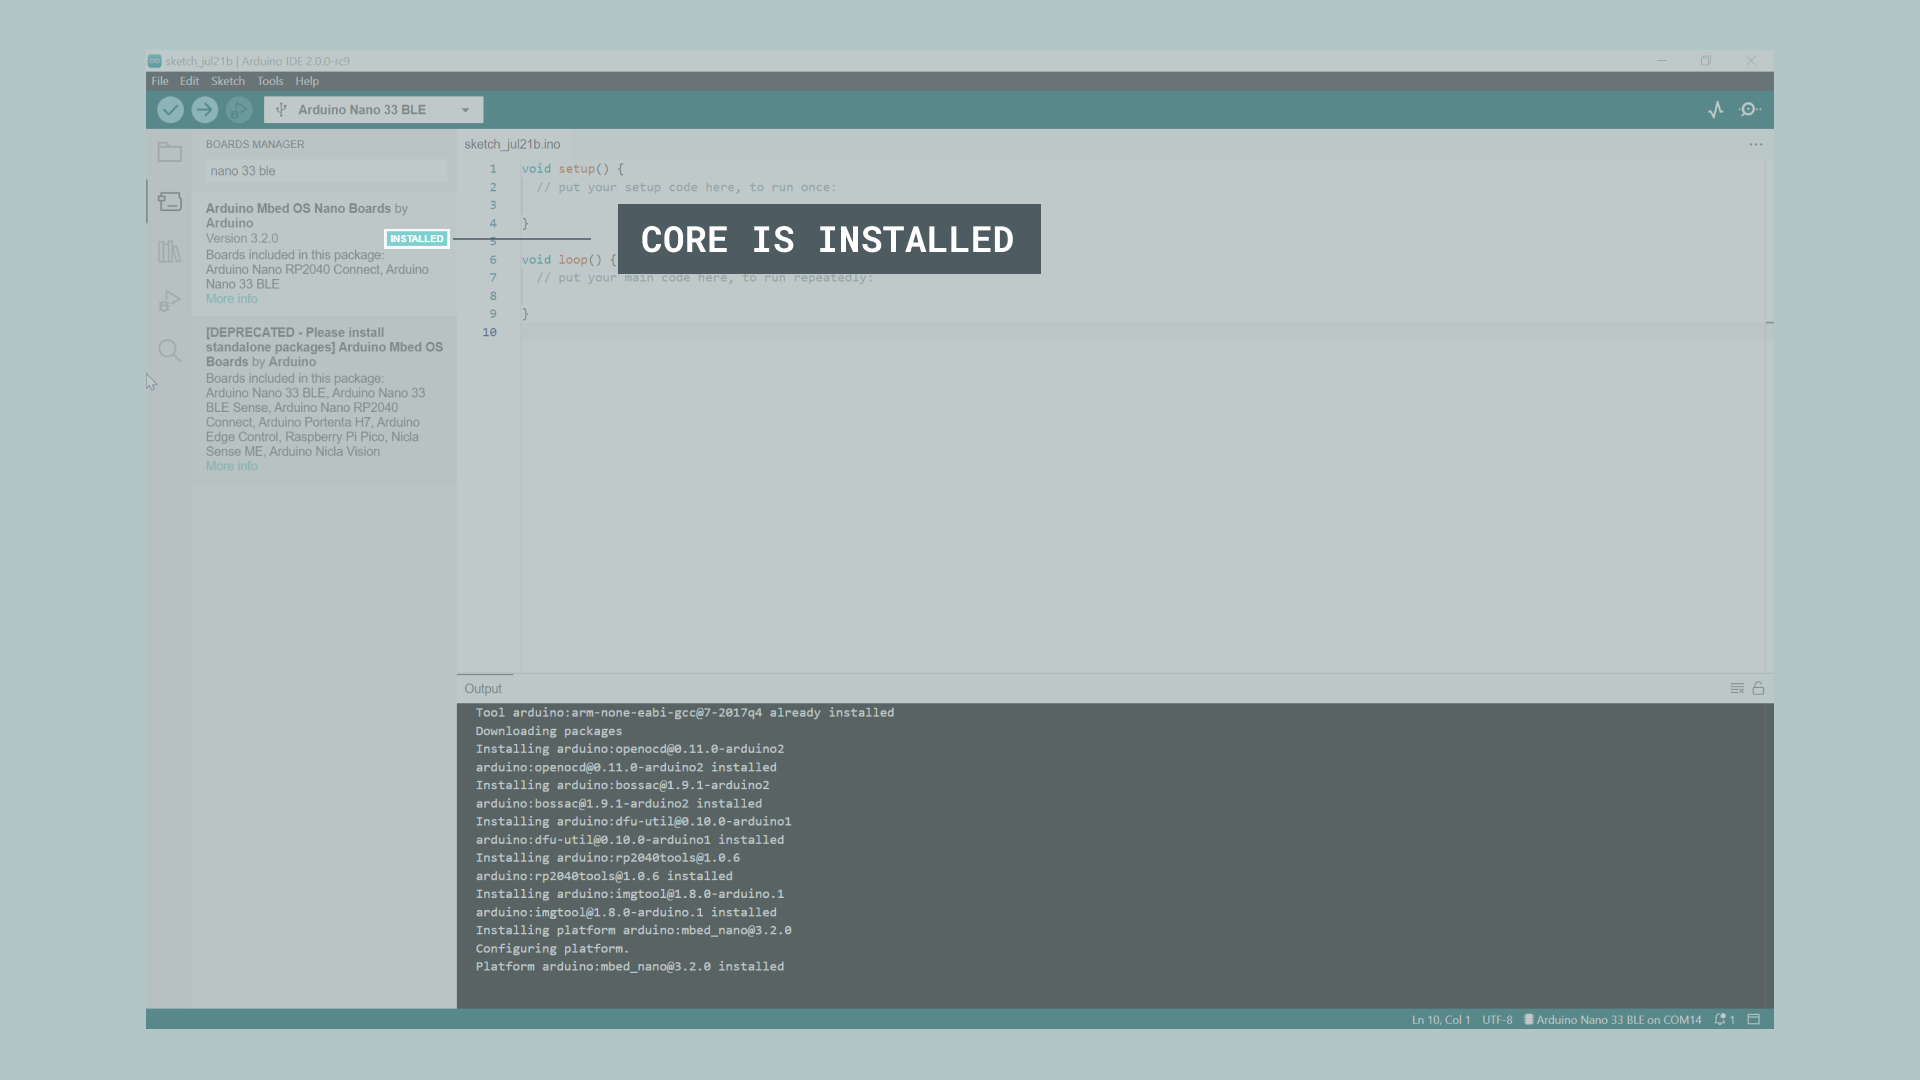 sketch_jul21b | Arduino IDE 2.0.0-rc9
File Edit Sketch Tools Help
Arduino Nano 33 BLE
BOARDS MANAGER
nano 33 ble
Arduino Mbed OS Nano Boards by
Arduino
Version 3.2.0
INSTALLED
Boards included in this package:
Arduino Nano RP2040 Connect, Arduino
Nano 33 BLE
More info
[DEPRECATED - Please install
standalone packages] Arduino Mbed OS
Boards by Arduino
Boards included in this package:
Arduino Nano 33 BLE, Arduino Nano 33
BLE Sense, Arduino Nano RP2040
Connect, Arduino Portenta H7, Arduino
Edge Control, Raspberry Pi Pico, Nicla
Sense ME, Arduino Nicla Vision
More info
sketch_jul21b.ino
1 void setup() {
2 // put your setup code here, to run once:
3
4 }
5
6 void loop() {
7 // put your main code here, to run repeatedly:
8
9 }
10
CORE IS INSTALLED
Output
Tool arduino:arm-none-eabi-gcc@7-2017q4 already installed
Downloading packages
Installing arduino:openocd@0.11.0-arduino2
arduino:openocd@0.11.0-arduino2 installed
Installing arduino:bossac@1.9.1-arduino2
arduino:bossac@1.9.1-arduino2 installed
Installing arduino:dfu-util@0.10.0-arduino1
arduino:dfu-util@0.10.0-arduino1 installed
Installing arduino:rp2040tools@1.0.6
arduino:rp2040tools@1.0.6 installed
Installing arduino:imgtool@1.8.0-arduino.1
arduino:imgtool@1.8.0-arduino.1 installed
Installing platform arduino:mbed_nano@3.2.0
Configuring platform.
Platform arduino:mbed_nano@3.2.0 installed
Ln 10, Col 1 UTF-8 Arduino Nano 33 BLE on COM14 1